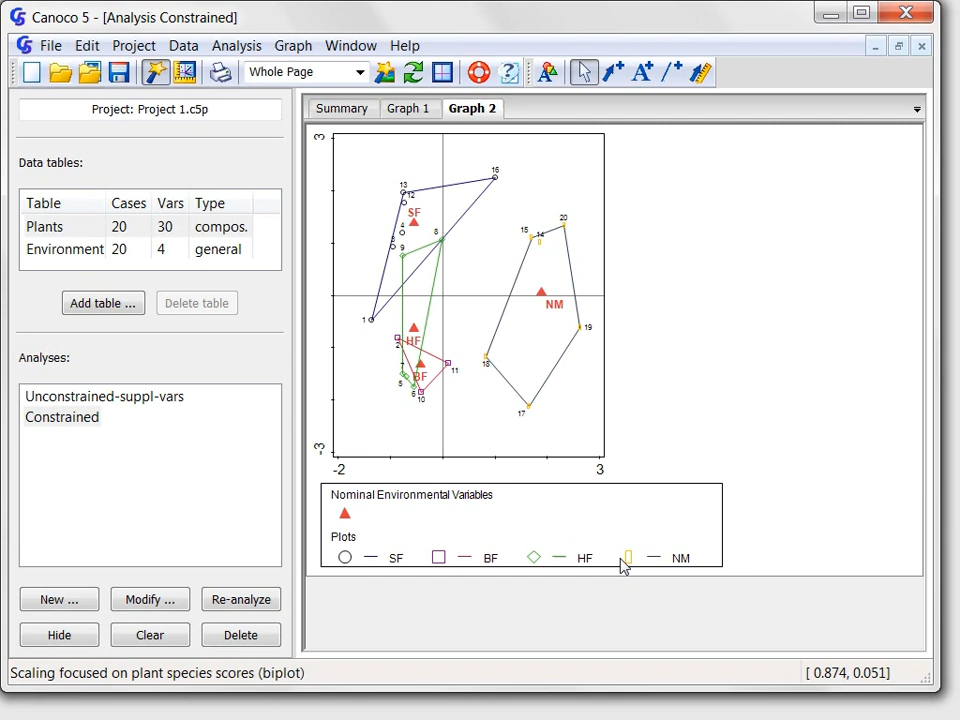 Canoco 5 - [Analysis Constrained]
File Edit Project Data Analysis Graph Window Help
Whole Page
Project: Project 1.c5p
Data tables:
Table Cases Vars Type
Plants 20 30 compos.
Environment 20 4 general
Add table ... Delete table
Analyses:
Unconstrained-suppl-vars
Constrained
New ... Modify ... Re-analyze
Hide Clear Delete
Summary Graph 1 Graph 2
3
16
13
12
SF
20
4
8
15
14
3
9
NM
1
19
HF
2
18
7
11
BF
5
6
10
17
-3
-2 3
Nominal Environmental Variables
Plots
SF BF HF NM
Scaling focused on plant species scores (biplot) [ 0.874, 0.051]